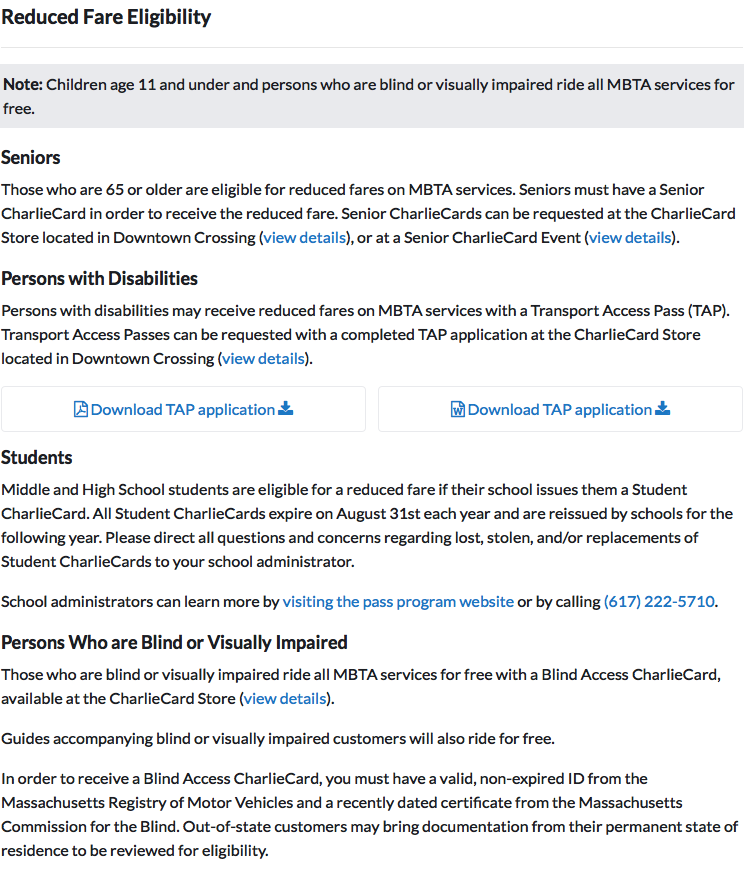 Reduced Fare Eligibility
Note: Children age 11 and under and persons who are blind or visually impaired ride all MBTA services for
free.
Seniors
Those who are 65 or older are eligible for reduced fares on MBTA services. Seniors must have a Senior
CharlieCard in order to receive the reduced fare. Senior CharlieCards can be requested at the CharlieCard
Store located in Downtown Crossing (view details), or at a Senior CharlieCard Event (view details).
Persons with Disabilities
Persons with disabilities may receive reduced fares on MBTA services with a Transport Access Pass (TAP).
Transport Access Passes can be requested with a completed TAP application at the CharlieCard Store
located in Downtown Crossing (view details).
Download TAP application
Download TAP application
Students
Middle and High School students are eligible for a reduced fare if their school issues them a Student
CharlieCard. All Student CharlieCards expire on August 31st each year and are reissued by schools for the
following year. Please direct all questions and concerns regarding lost, stolen, and/or replacements of
Student CharlieCards to your school administrator.
School administrators can learn more by visiting the pass program website or by calling (617) 222-5710.
Persons Who are Blind or Visually Impaired
Those who are blind or visually impaired ride all MBTA services for free with a Blind Access CharlieCard,
available at the CharlieCard Store (view details).
Guides accompanying blind or visually impaired customers will also ride for free.
In order to receive a Blind Access CharlieCard, you must have a valid, non-expired ID from the
Massachusetts Registry of Motor Vehicles and a recently dated certificate from the Massachusetts
Commission for the Blind. Out-of-state customers may bring documentation from their permanent state of
residence to be reviewed for eligibility.